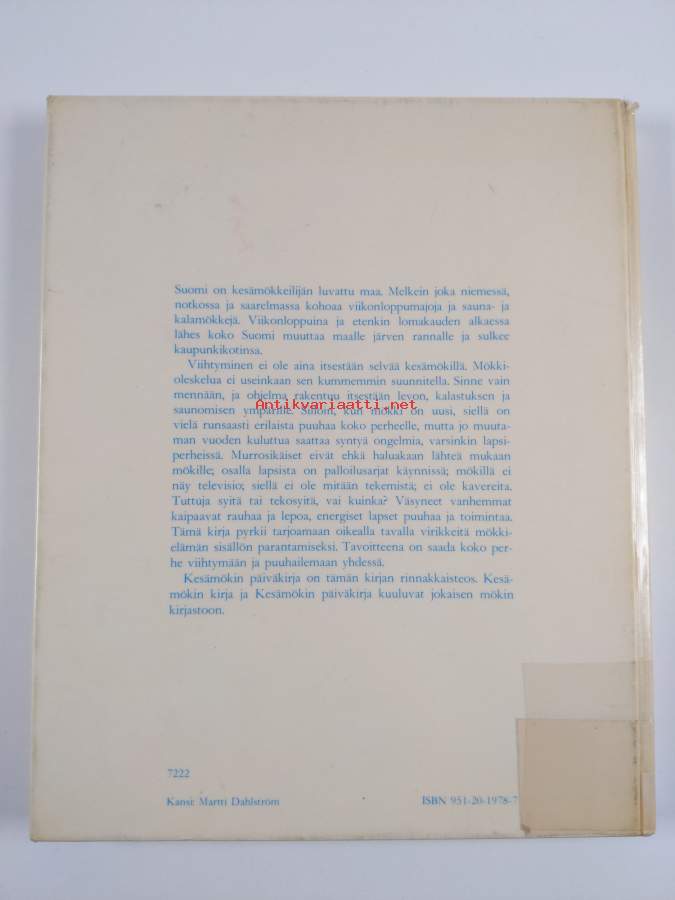 Suomi on kesämökkeilijän luvattu maa. Melkein joka niemessä,
notkossa ja saarelmassa kohoaa viikonloppumajoja ja sauna- ja
kalamökkejä. Viikonloppuina ja etenkin lomakauden alkaessa
lähes koko Suomi muuttaa maalle järven rannalle ja sulkee
kaupunkikotinsa.
Viihtyminen ei ole aina itsestään selvää kesämökillä. Mökki-
oleskelua ei useinkaan sen kummemmin suunnitella. Sinne vain
mennään, ja ohjelma rakentuu itsestään levon, kalastuksen ja
Antikvariaatti.net
saunomisen ympärille. Silloin, kun mökki on uusi, siellä on
vielä runsaasti erilaista puuhaa koko perheelle, mutta jo muuta-
man vuoden kuluttua saattaa syntyä ongelmia, varsinkin lapsi-
perheissä. Murrosikäiset eivät ehkä haluakaan lähteä mukaan
mökille; osalla lapsista on palloilusarjat käynnissä; mökillä ei
näy televisio; siellä ei ole mitään tekemistä; ei ole kavereita.
Tuttuja syitä tai tekosyitä, vai kuinka? Väsyneet vanhemmat
kaipaavat rauhaa ja lepoa, energiset lapset puuhaa ja toimintaa.
Tämä kirja pyrkii tarjoamaan oikealla tavalla virikkeitä mökki-
elämän sisällön parantamiseksi. Tavoitteena on saada koko per-
he viihtymään ja puuhailemaan yhdessä.
Kesämökin päiväkirja on tämän kirjan rinnakkaisteos. Kesä-
mökin kirja ja Kesämökin päiväkirja kuuluvat jokaisen mökin
kirjastoon.
7222
Kansi: Martti Dahlström
ISBN 951-20-1978-7